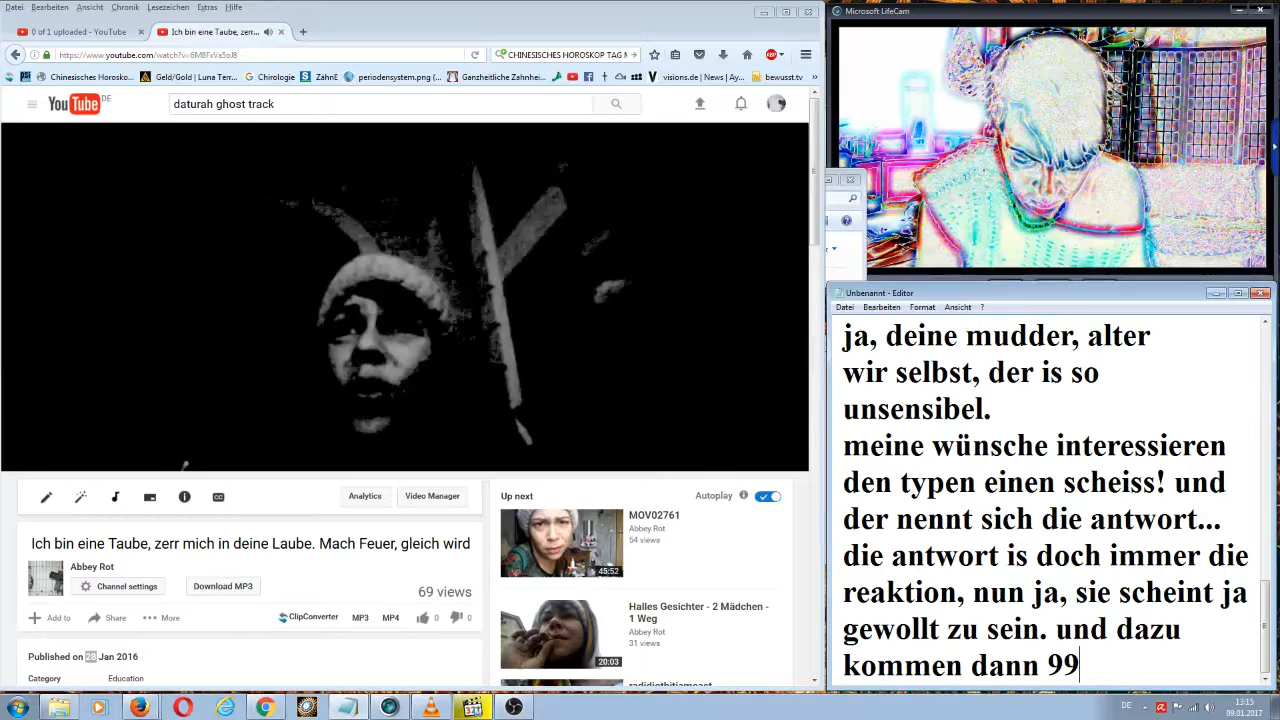 Datei Bearbeiten Ansicht Chronik Lesezeichen Extras Hilfe
0 of 1 uploaded - YouTube
Ich bin eine Taube, zerr...
https://www.youtube.com/watch?v=6M8FxVa5oJ8
CHINESISCHES HOROSKOP TAG M
Chinesisches Horosko...
Geld/Gold | Luna Terr...
Chirologie
ZähnE
periodensystem.png (...
Ganzheitliche Zahnhei...
visions.de | News | Ay...
bewusst.tv
YouTube DE
daturah ghost track
Analytics
Video Manager
Ich bin eine Taube, zerr mich in deine Laube. Mach Feuer, gleich wird
Abbey Rot
Channel settings
Download MP3
69 views
Add to
Share
More
ClipConverter
MP3
MP4
0
0
Published on 28 Jan 2016
Category Education
Up next
Autoplay
MOV02761
Abbey Rot
54 views
45:52
Halles Gesichter - 2 Mädchen -
1 Weg
Abbey Rot
31 views
20:03
Microsoft LifeCam
Unbenannt - Editor
Datei Bearbeiten Format Ansicht ?
ja, deine mudder, alter
wir selbst, der is so
unsensibel.
meine wünsche interessieren
den typen einen scheiss! und
der nennt sich die antwort...
die antwort is doch immer die
reaktion, nun ja, sie scheint ja
gewollt zu sein. und dazu
kommen dann 99
DE
13:15
09.01.2017